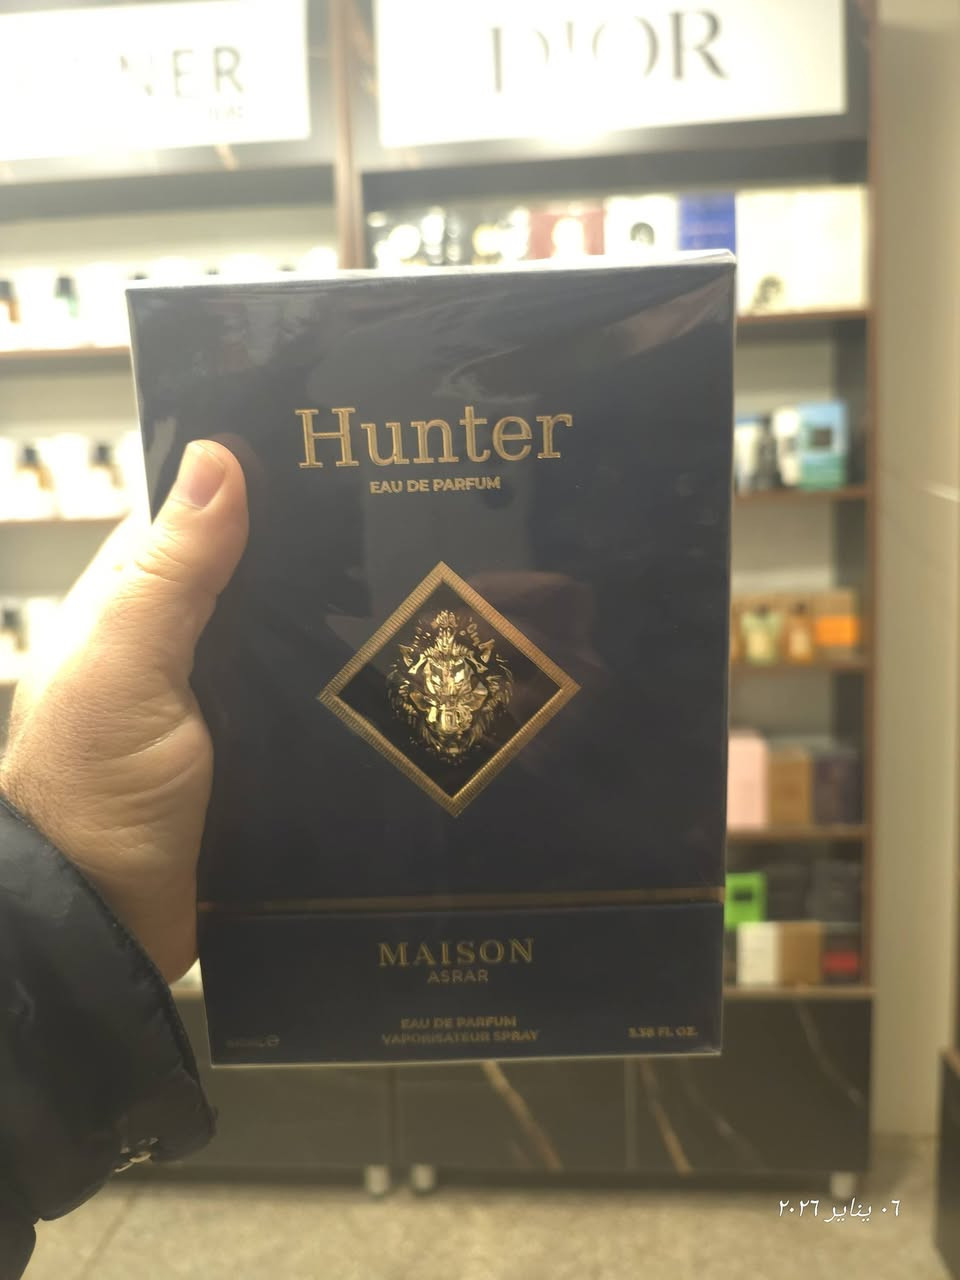 DIOR
Hunter
EAU DE PARFUM
MAISON
ASRAR
EAU DE PARFUM
VAPORISATEUR SPRAY
3.38 FL OZ.
٠٦ يناير ٢٠٢٦